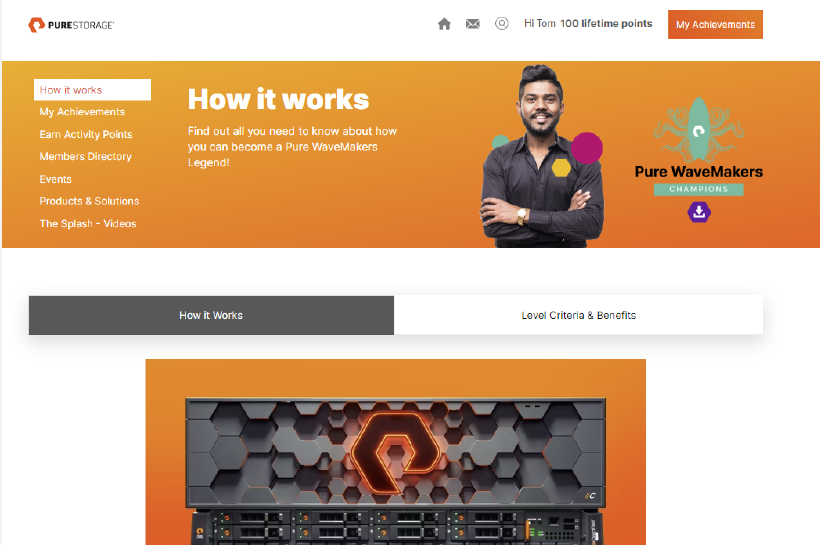 PURESTORAGE
Hi Tom 100 lifetime points
My Achievements
How it works
My Achievements
Earn Activity Points
Members Directory
Events
Products & Solutions
The Splash - Videos
How it works
Find out all you need to know about how
you can become a Pure WaveMakers
Legend!
Pure WaveMakers
CHAMPIONS
How it Works
Level Criteria & Benefits
//C